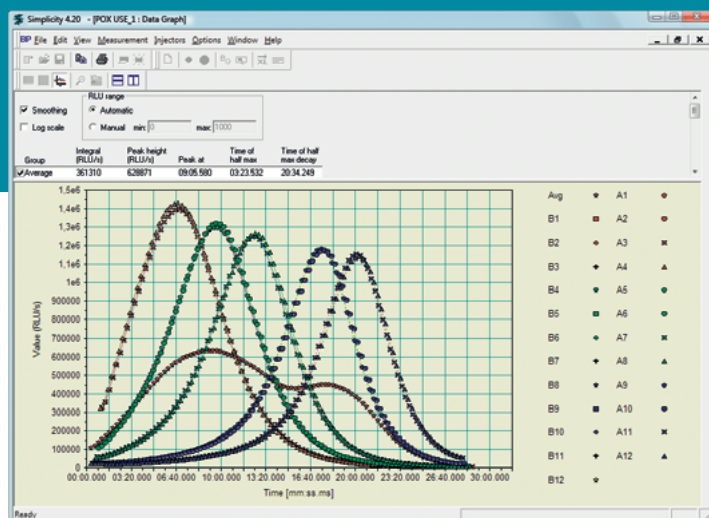 Simplicity 4.20 - [POX USE_1 : Data Graph]
BP File Edit View Measurement Injectors Options Window Help
RLU range
Smoothing Automatic
Log scale Manual min: 0 max: 1000
Group Integral (RLU/s) Peak height (RLU/s) Peak at Time of half max Time of half max decay
Average 361310 628871 09:05.580 03:23.532 20:34.249
1,5e6
1,4e6
1,3e6
1,2e6
1,1e6
1e6
900000
800000
700000
600000
500000
400000
300000
200000
100000
0
Value (RLU/s)
00:00.000 03:20.000 06:40.000 10:00.000 13:20.000 16:40.000 20:00.000 23:20.000 26:40.000 30:00.000
Time [mm:ss.ms]
Avg A1
B1 A2
B2 A3
B3 A4
B4 A5
B5 A6
B6 A7
B7 A8
B8 A9
B9 A10
B10 A11
B11 A12
B12
Ready